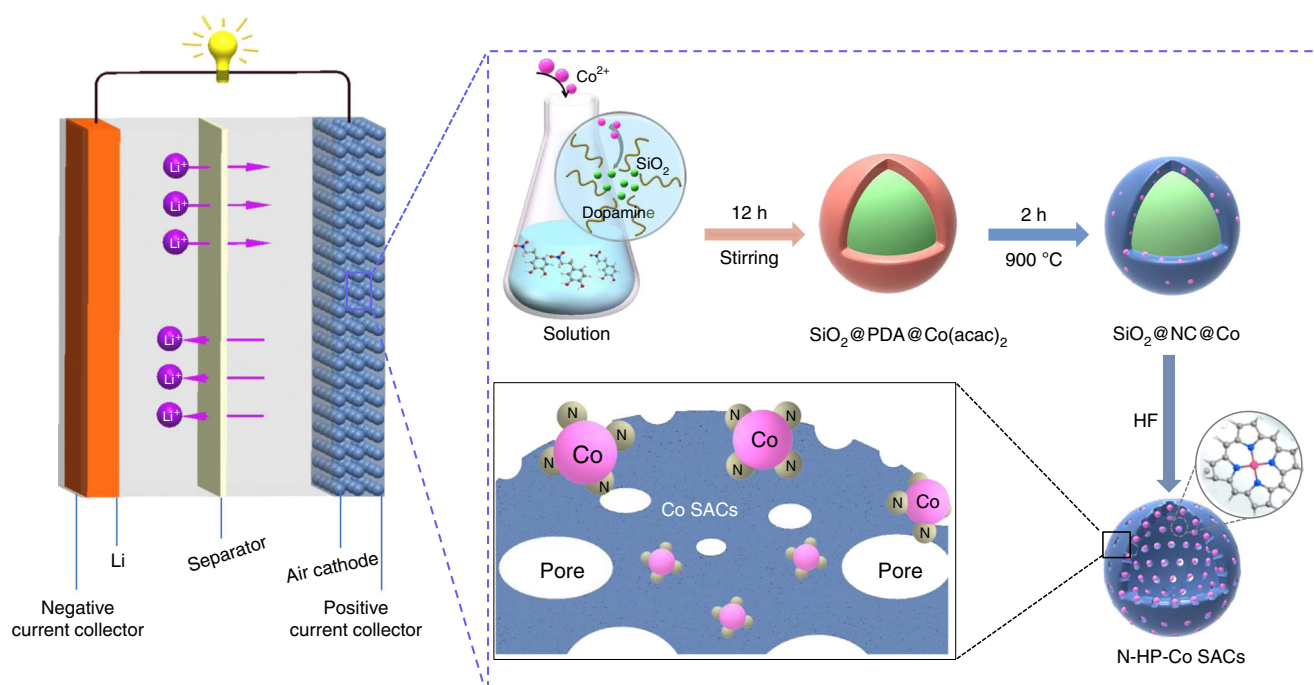 Li⁺
Li⁺
Li⁺
Li⁺
Li⁺
Li⁺
Li
Separator
Air cathode
Negative
current collector
Positive
current collector
Co²⁺
SiO₂
Dopamine
Solution
12 h
Stirring
SiO₂@PDA@Co(acac)₂
2 h
900 °C
SiO₂@NC@Co
HF
N-HP-Co SACs
N
N
Co
N
N
N
N
Co
N
N
N
Co
N
Co SACs
Pore
Pore